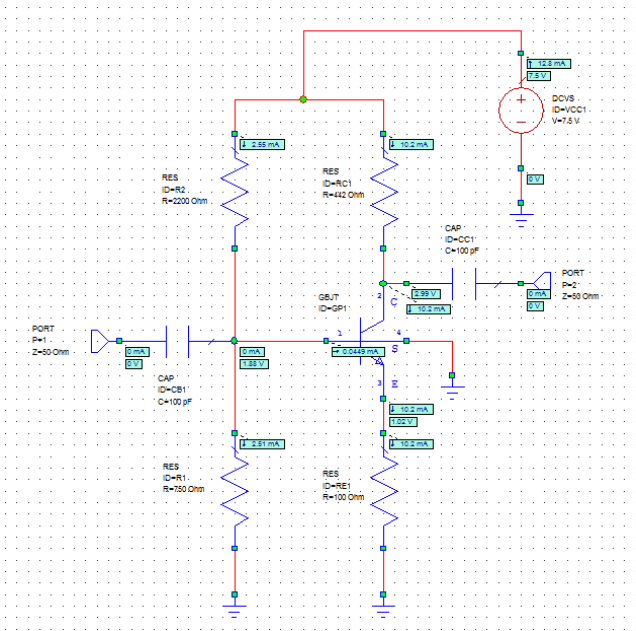 12.8 mA
7.5 V
DCVS
ID=VCC1
V=7.5 V
2.55 mA
10.2 mA
RES
ID=R2
R=2200 Ohm
RES
ID=RC1
R=442 Ohm
0 V
CAP
ID=CC1
C=100 pF
PORT
P=2
Z=50 Ohm
2.99 V
0 mA
0 V
2
C
10.2 mA
GBJT
ID=GP1
PORT
P=1
Z=50 Ohm
1
4
0 mA
0 V
0 mA
1.88 V
0.0449 mA
S
CAP
ID=CB1
C=100 pF
3
E
10.2 mA
1.02 V
2.51 mA
10.2 mA
RES
ID=R1
R=750 Ohm
RES
ID=RE1
R=100 Ohm